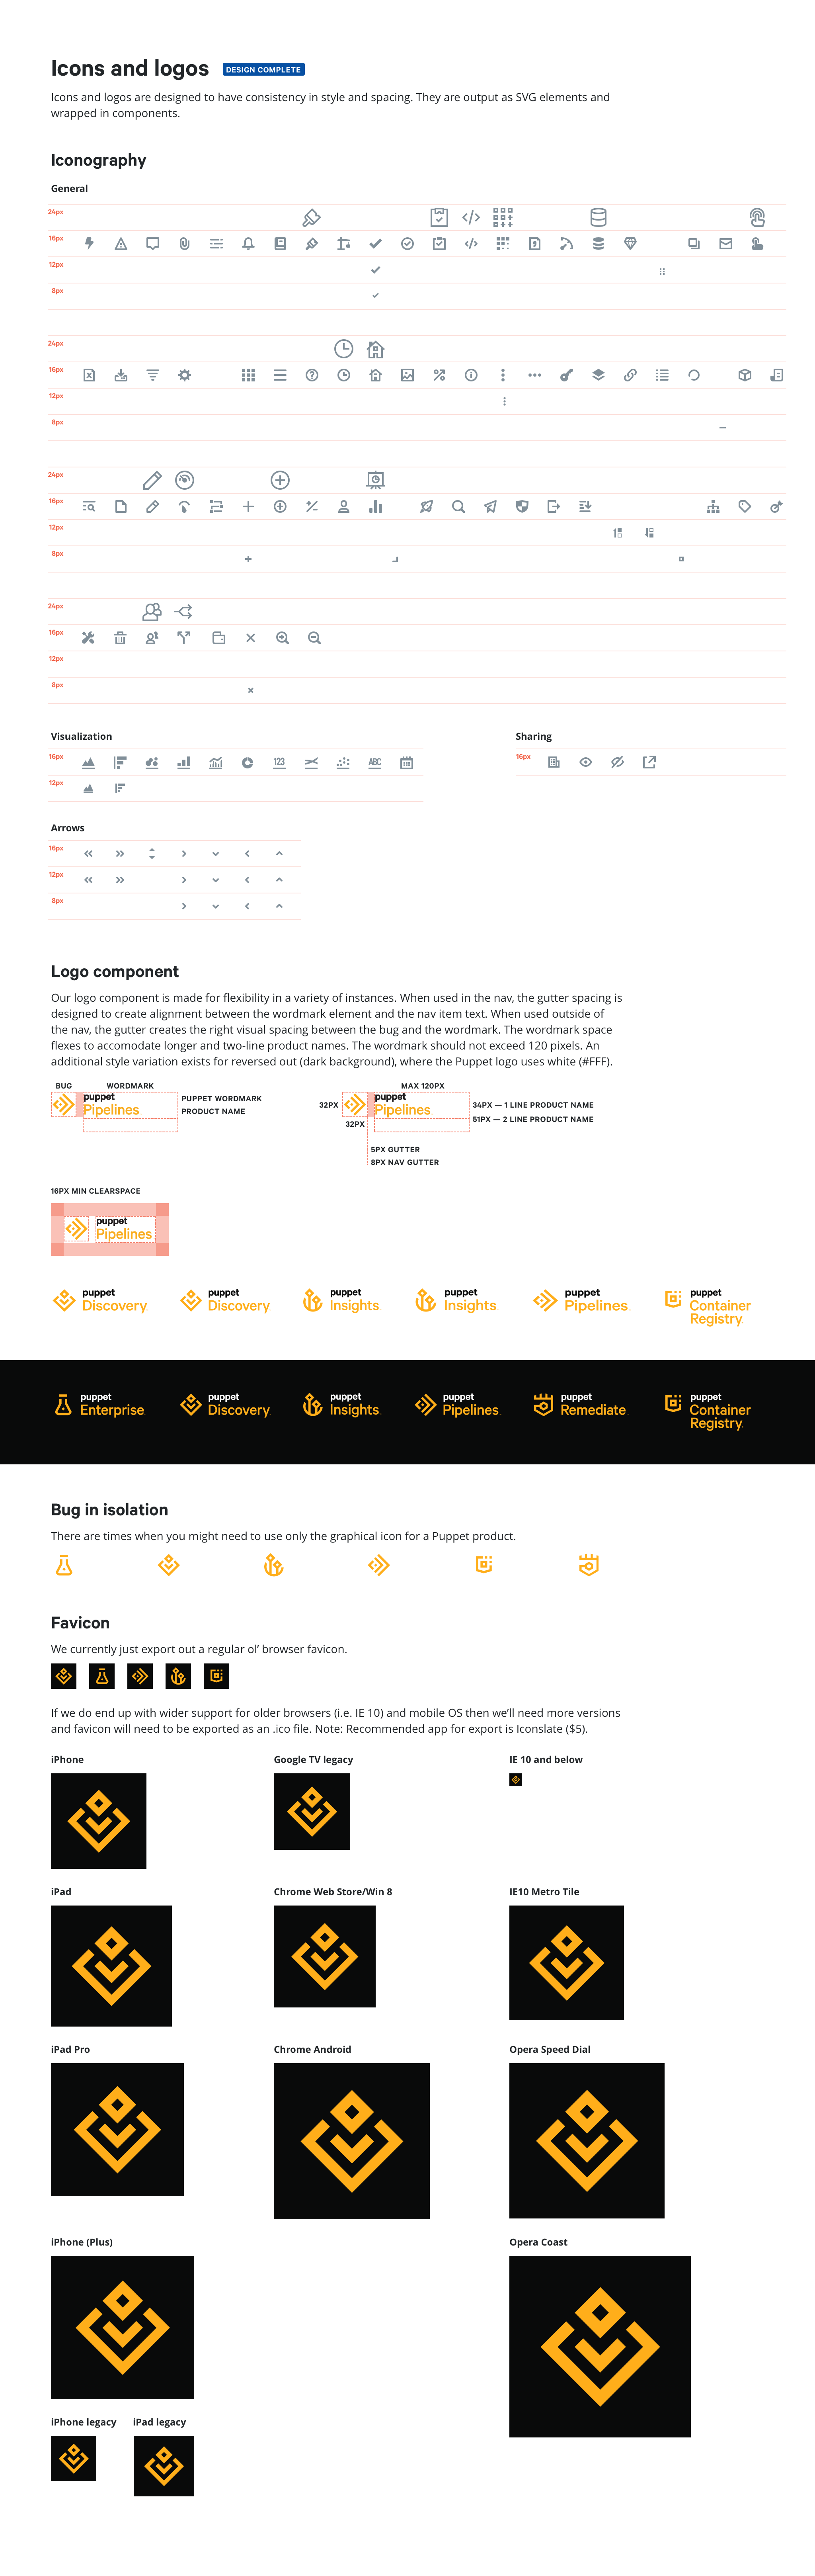 Icons and logos
DESIGN COMPLETE
Icons and logos are designed to have consistency in style and spacing. They are output as SVG elements and
wrapped in components.
Iconography
General
24px
16px
12px
8px
24px
16px
12px
8px
24px
16px
12px
8px
24px
16px
12px
8px
Visualization
16px
123
ABC
12px
Sharing
16px
Arrows
16px
12px
8px
Logo component
Our logo component is made for flexibility in a variety of instances. When used in the nav, the gutter spacing is
designed to create alignment between the wordmark element and the nav item text. When used outside of
the nav, the gutter creates the right visual spacing between the bug and the wordmark. The wordmark space
flexes to accomodate longer and two-line product names. The wordmark should not exceed 120 pixels. An
additional style variation exists for reversed out (dark background), where the Puppet logo uses white (#FFF).
BUG
WORDMARK
puppet
Pipelines
PUPPET WORDMARK
PRODUCT NAME
MAX 120PX
32PX
puppet
Pipelines
34PX — 1 LINE PRODUCT NAME
51PX — 2 LINE PRODUCT NAME
32PX
5PX GUTTER
8PX NAV GUTTER
16PX MIN CLEARSPACE
puppet
Pipelines
puppet
Discovery
puppet
Discovery
puppet
Insights
puppet
Insights
puppet
Pipelines
puppet
Container
Registry
puppet
Enterprise
puppet
Discovery
puppet
Insights
puppet
Pipelines
puppet
Remediate
puppet
Container
Registry
Bug in isolation
There are times when you might need to use only the graphical icon for a Puppet product.
Favicon
We currently just export out a regular ol’ browser favicon.
If we do end up with wider support for older browsers (i.e. IE 10) and mobile OS then we’ll need more versions
and favicon will need to be exported as an .ico file. Note: Recommended app for export is Iconslate ($5).
iPhone
Google TV legacy
IE 10 and below
iPad
Chrome Web Store/Win 8
IE10 Metro Tile
iPad Pro
Chrome Android
Opera Speed Dial
iPhone (Plus)
Opera Coast
iPhone legacy
iPad legacy